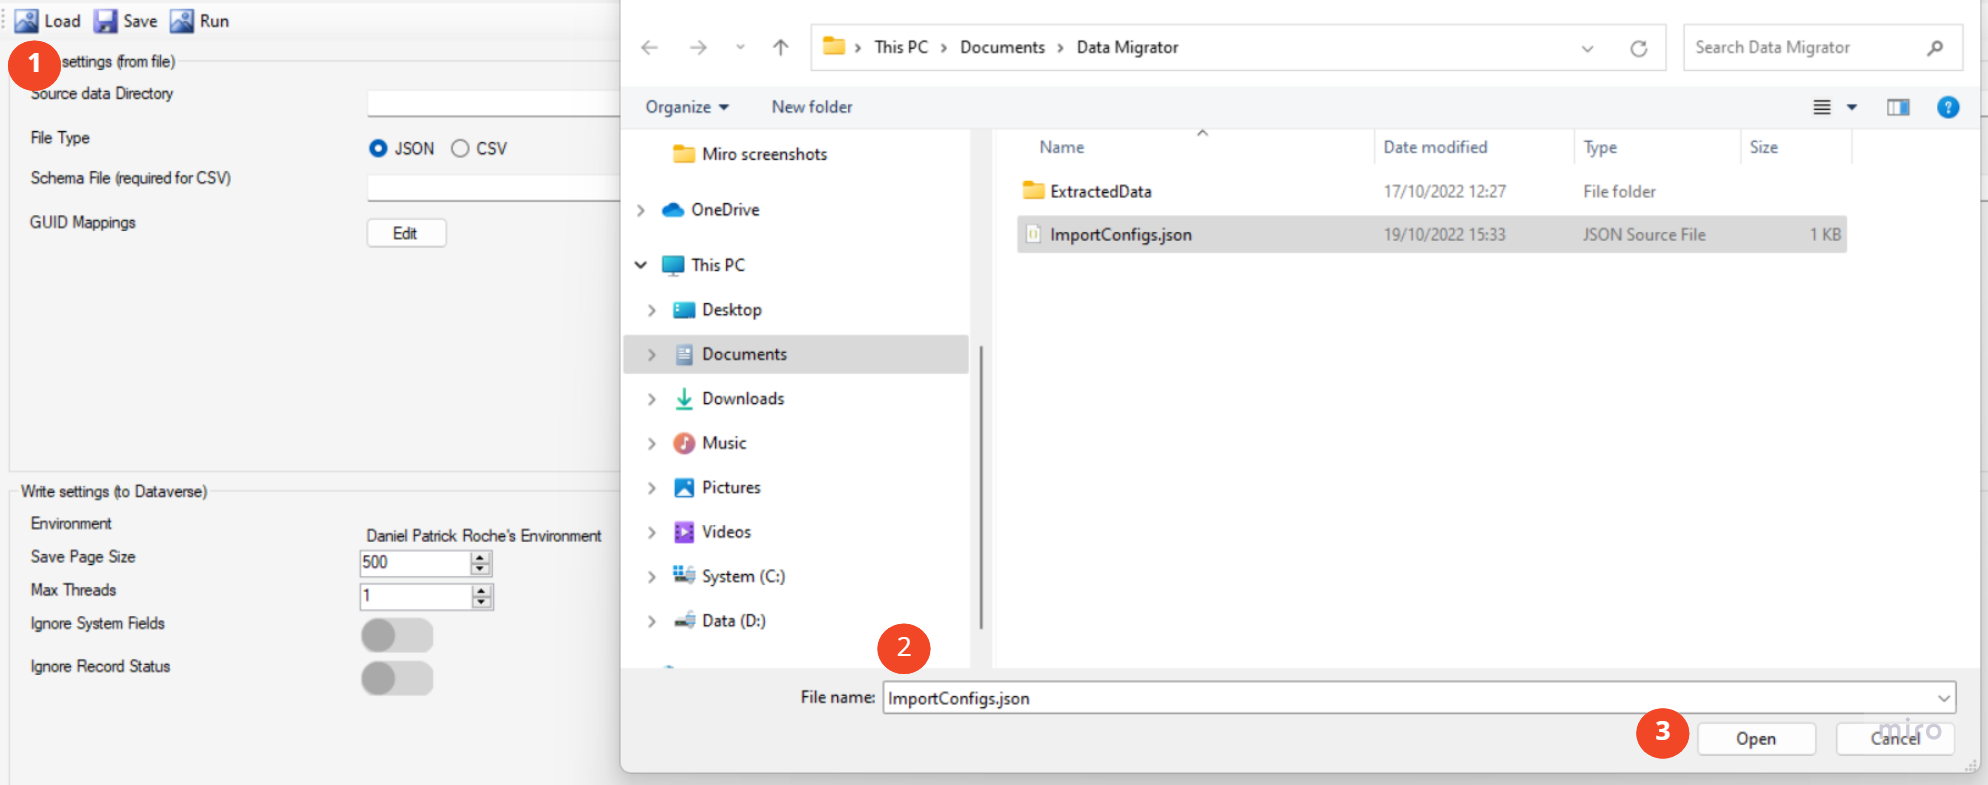 Load Save Run
1
settings (from file)
Source data Directory
File Type
JSON CSV
Schema File (required for CSV)
GUID Mappings
Edit
Write settings (to Dataverse)
Environment
Daniel Patrick Roche's Environment
Save Page Size
500
Max Threads
1
Ignore System Fields
Ignore Record Status
This PC > Documents > Data Migrator
Search Data Migrator
Organize New folder
?
Miro screenshots
OneDrive
This PC
Desktop
Documents
Downloads
Music
Pictures
Videos
System (C:)
Data (D:)
Name Date modified Type Size
ExtractedData 17/10/2022 12:27 File folder
ImportConfigs.json 19/10/2022 15:33 JSON Source File 1 KB
2
File name: ImportConfigs.json
3
Open
Cancel
miro